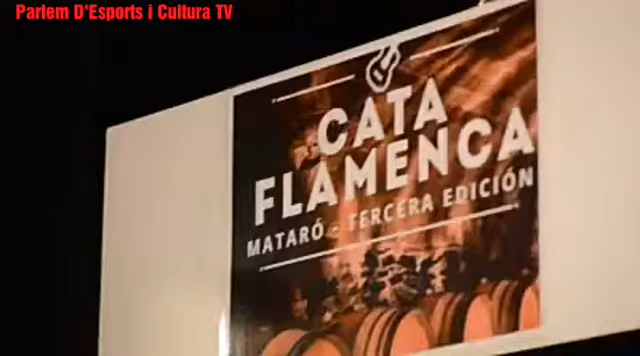 Parlem D'Esports i Cultura TV
CATA
FLAMENCA
MATARÓ - TERCERA EDICIÓN